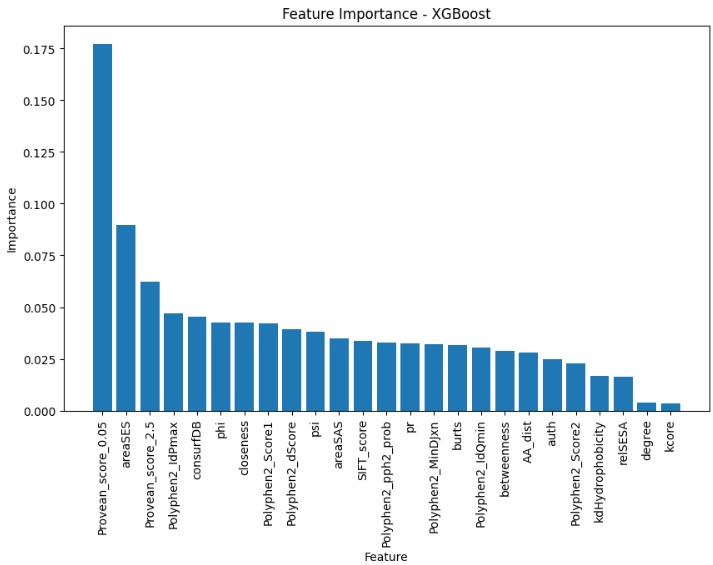 Feature Importance - XGBoost
0.175
0.150
0.125
0.100
0.075
0.050
0.025
0.000
Importance
Provean_score_0.05
areaSES
Provean_score_2.5
Polyphen2_IdPmax
consurfDB
phi
closeness
Polyphen2_Score1
Polyphen2_dScore
psi
areaSAS
SIFT_score
Polyphen2_pph2_prob
pr
Polyphen2_MinDJxn
burts
Polyphen2_IdQmin
betweenness
AA_dist
auth
Polyphen2_Score2
kdHydrophobicity
relSESA
degree
kcore
Feature